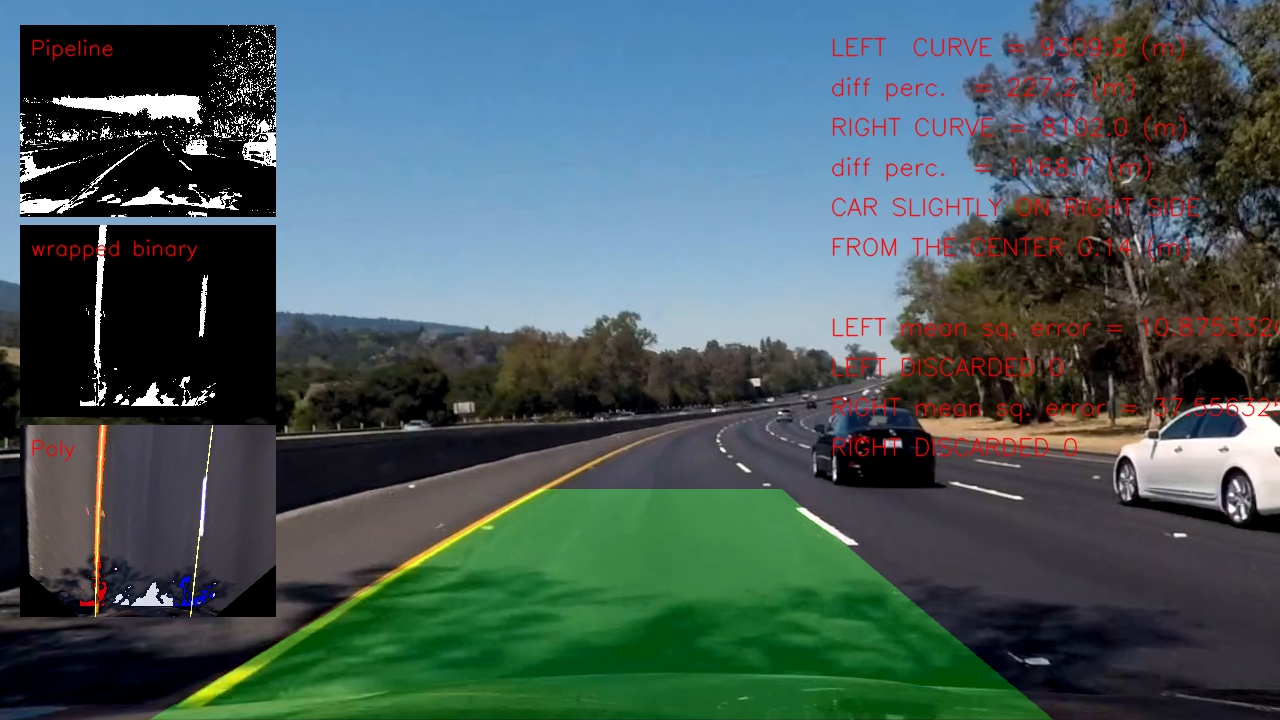 Pipeline
wrapped binary
Poly
LEFT CURVE = 9309.8 (m)
diff perc. = 227.2 (m)
RIGHT CURVE = 8102.0 (m)
diff perc. = 1168.7 (m)
CAR SLIGHTLY ON RIGHT SIDE
FROM THE CENTER 0.14 (m)
LEFT mean sq. error = 10.875332
LEFT DISCARDED 0
RIGHT mean sq. error = 37.556325
RIGHT DISCARDED 0